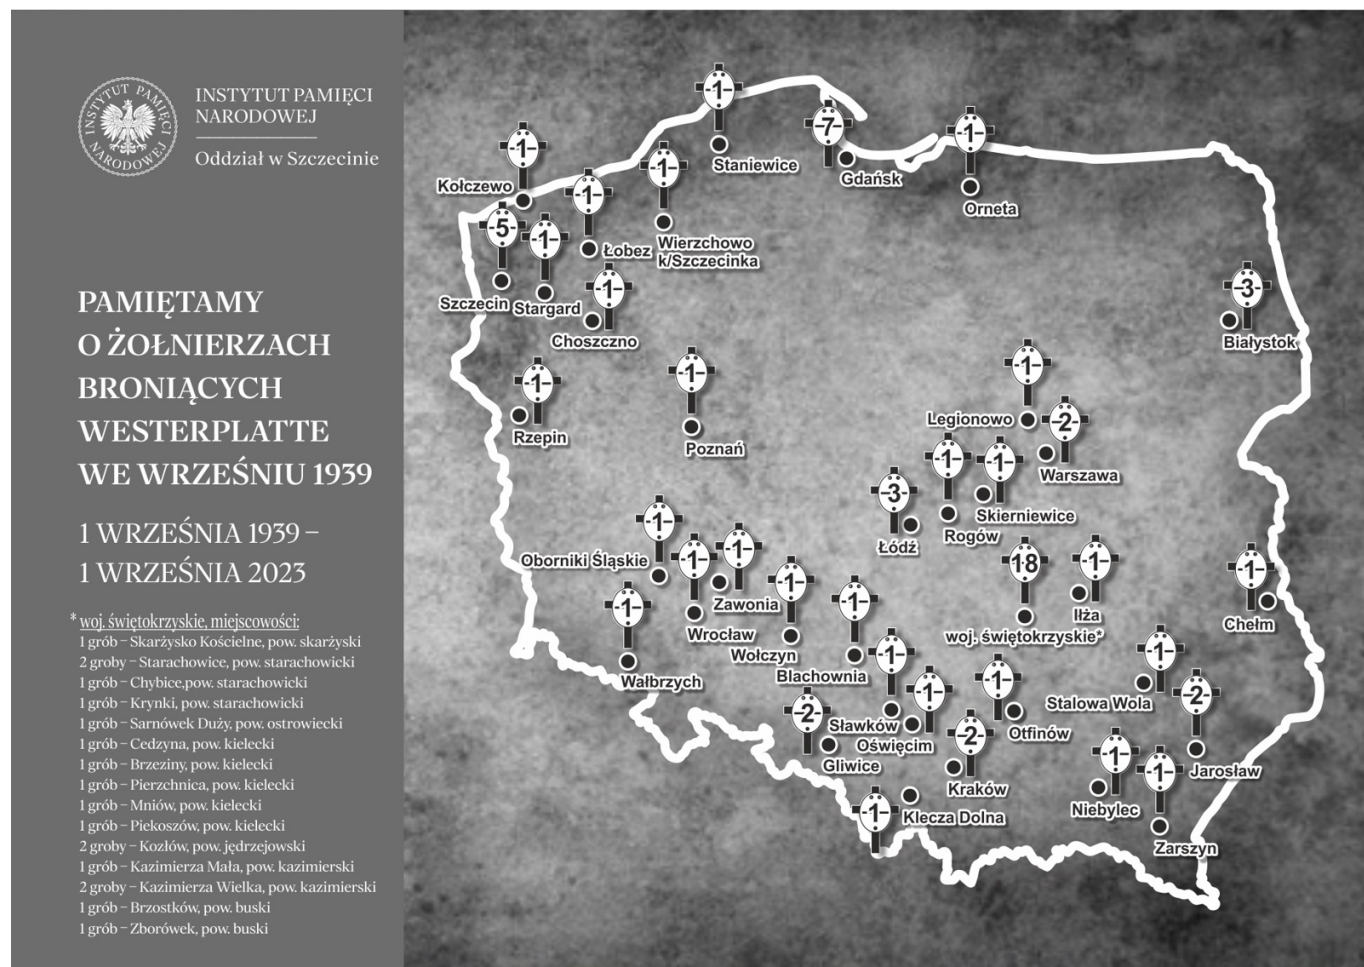 INSTYTUT PAMIĘCI NARODOWEJ
INSTYTUT PAMIĘCI
NARODOWEJ
Oddział w Szczecinie
PAMIĘTAMY
O ŻOŁNIERZACH
BRONIĄCYCH
WESTERPLATTE
WE WRZEŚNIU 1939
1 WRZEŚNIA 1939 –
1 WRZEŚNIA 2023
* woj. świętokrzyskie, miejscowości:
1 grób – Skarżysko Kościelne, pow. skarżyski
2 groby – Starachowice, pow. starachowicki
1 grób – Chybice,pow. starachowicki
1 grób – Krynki, pow. starachowicki
1 grób – Sarnówek Duży, pow. ostrowiecki
1 grób – Cedzyna, pow. kielecki
1 grób – Brzeziny, pow. kielecki
1 grób – Pierzchnica, pow. kielecki
1 grób – Mniów, pow. kielecki
1 grób – Piekoszów, pow. kielecki
2 groby – Kozłów, pow. jędrzejowski
1 grób – Kazimierza Mała, pow. kazimierski
2 groby – Kazimierza Wielka, pow. kazimierski
1 grób – Brzostków, pow. buski
1 grób – Zborówek, pow. buski
-1-
Staniewice
-7-
Gdańsk
-1-
Orneta
-1-
Kołczewo
-1-
Łobez
-1-
Wierzchowo
k/Szczecinka
-5-
Szczecin
-1-
Stargard
-1-
Choszczno
-3-
Białystok
-1-
Rzepin
-1-
Poznań
-1-
Legionowo
-2-
Warszawa
-3-
Łódź
-1-
Rogów
-1-
Skierniewice
-1-
Oborniki Śląskie
-1-
Wrocław
-1-
Zawonia
-1-
Wołczyn
-1-
Blachownia
18
woj. świętokrzyskie*
-1-
Iłża
-1-
Chełm
-1-
Wałbrzych
-1-
Sławków
-1-
Oświęcim
-2-
Gliwice
-1-
Otfinów
-2-
Kraków
-1-
Klecza Dolna
-1-
Stalowa Wola
-2-
Jarosław
-1-
Niebylec
-1-
Zarszyn